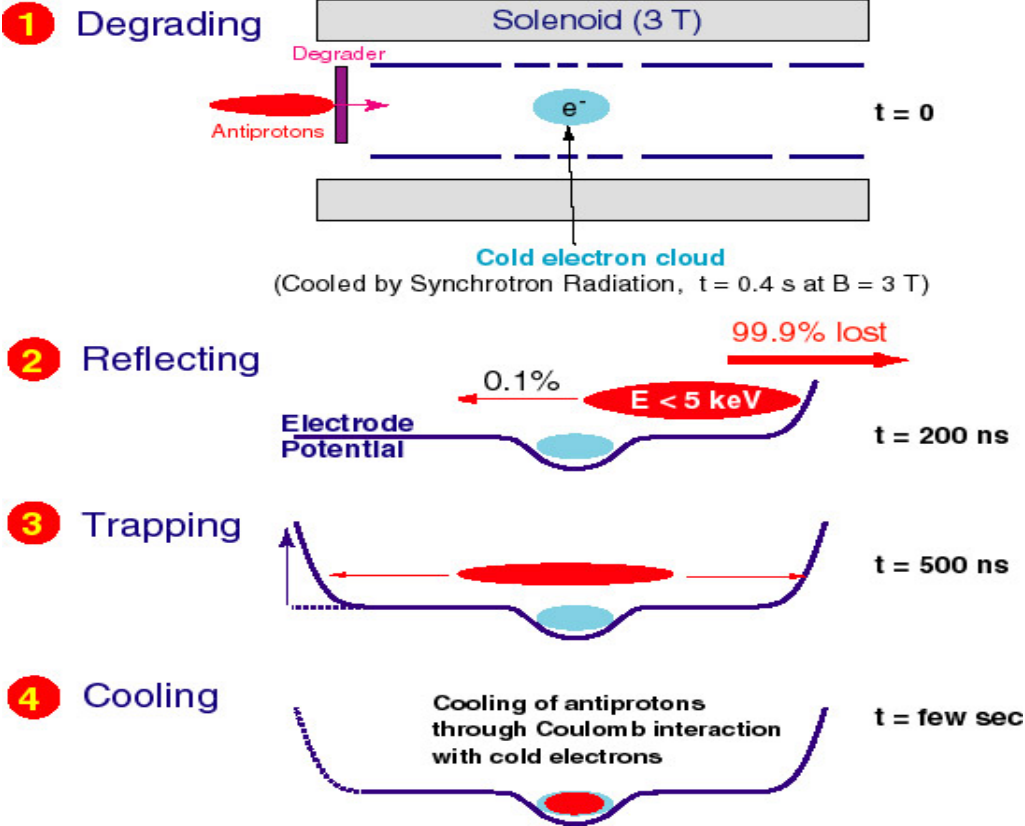 1 Degrading
Solenoid (3 T)
Degrader
e-
Antiprotons
t = 0
Cold electron cloud
(Cooled by Synchrotron Radiation, t = 0.4 s at B = 3 T)
2 Reflecting
99.9% lost
0.1%
E < 5 keV
Electrode
Potential
t = 200 ns
3 Trapping
t = 500 ns
4 Cooling
Cooling of antiprotons
through Coulomb interaction
with cold electrons
t = few sec